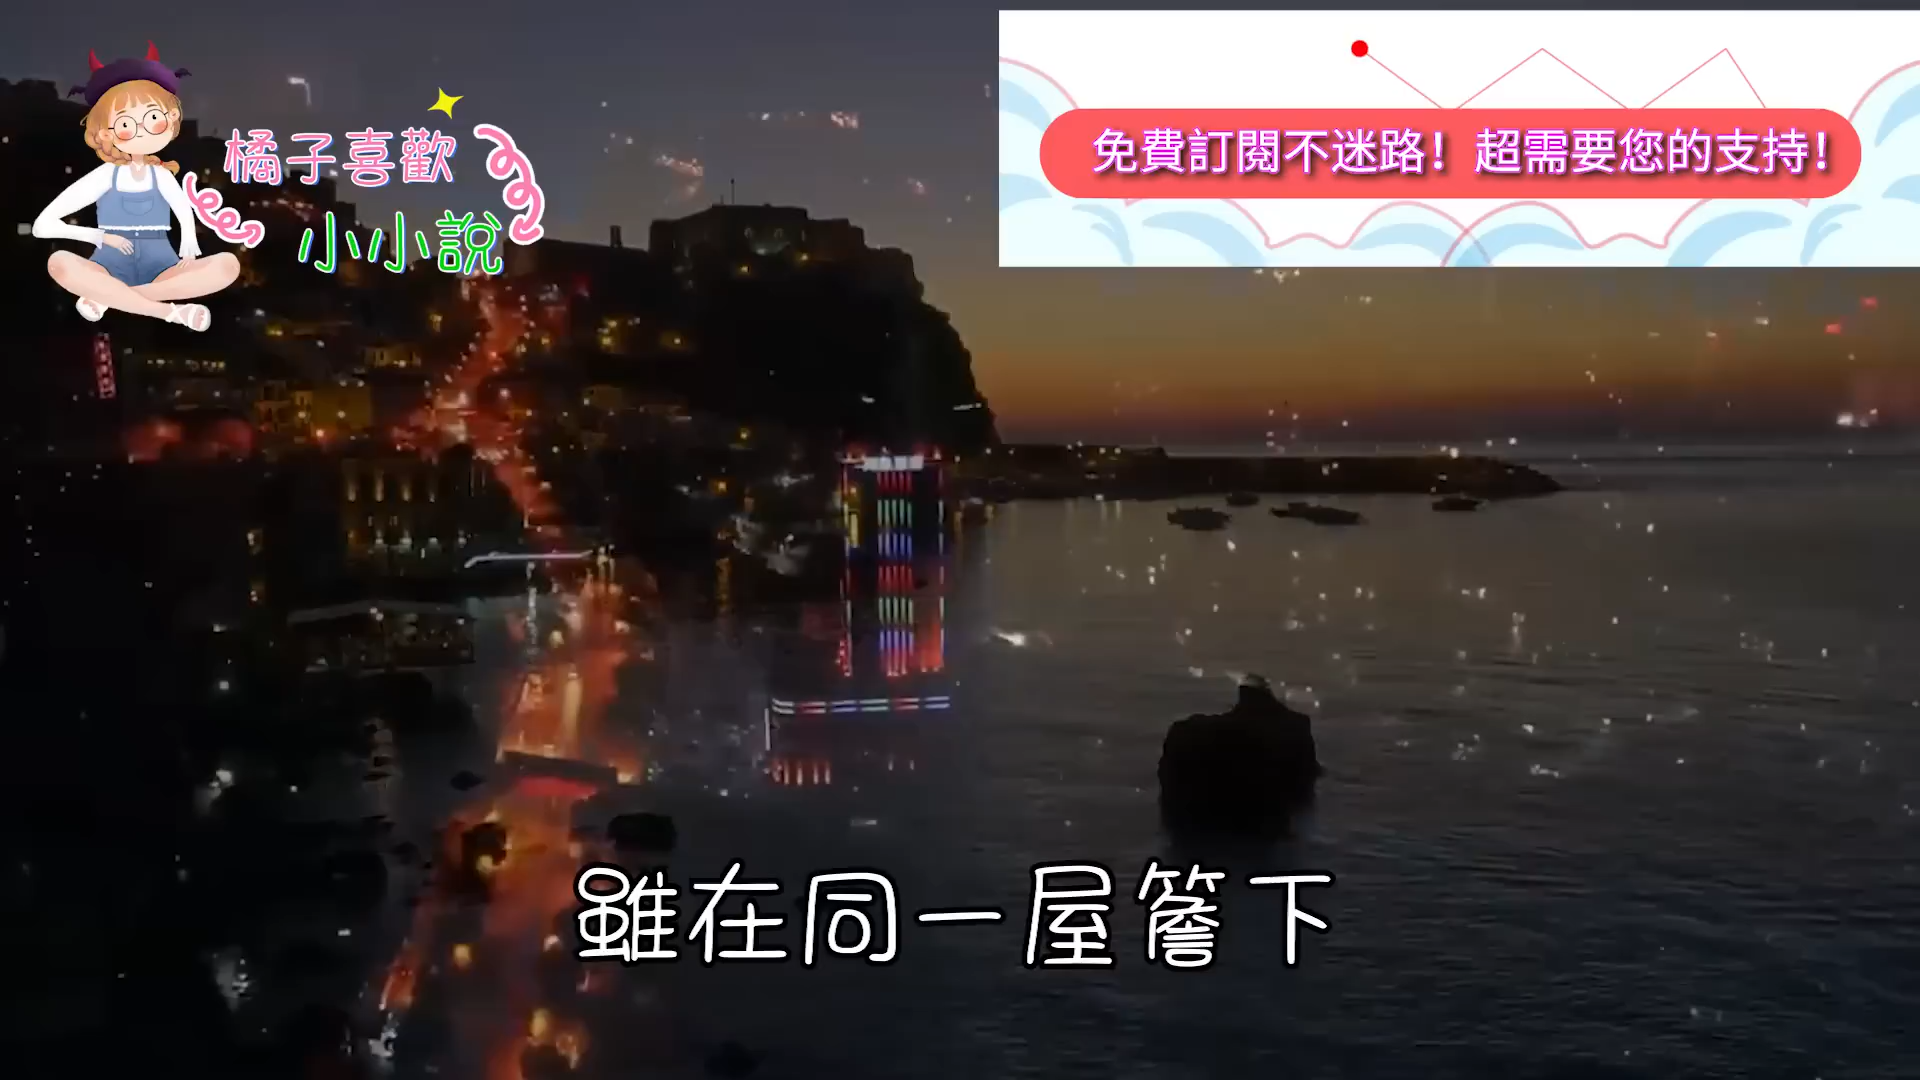 橘子喜歡
小小說
免費訂閱不迷路！超需要您的支持！
雖在同一屋簷下